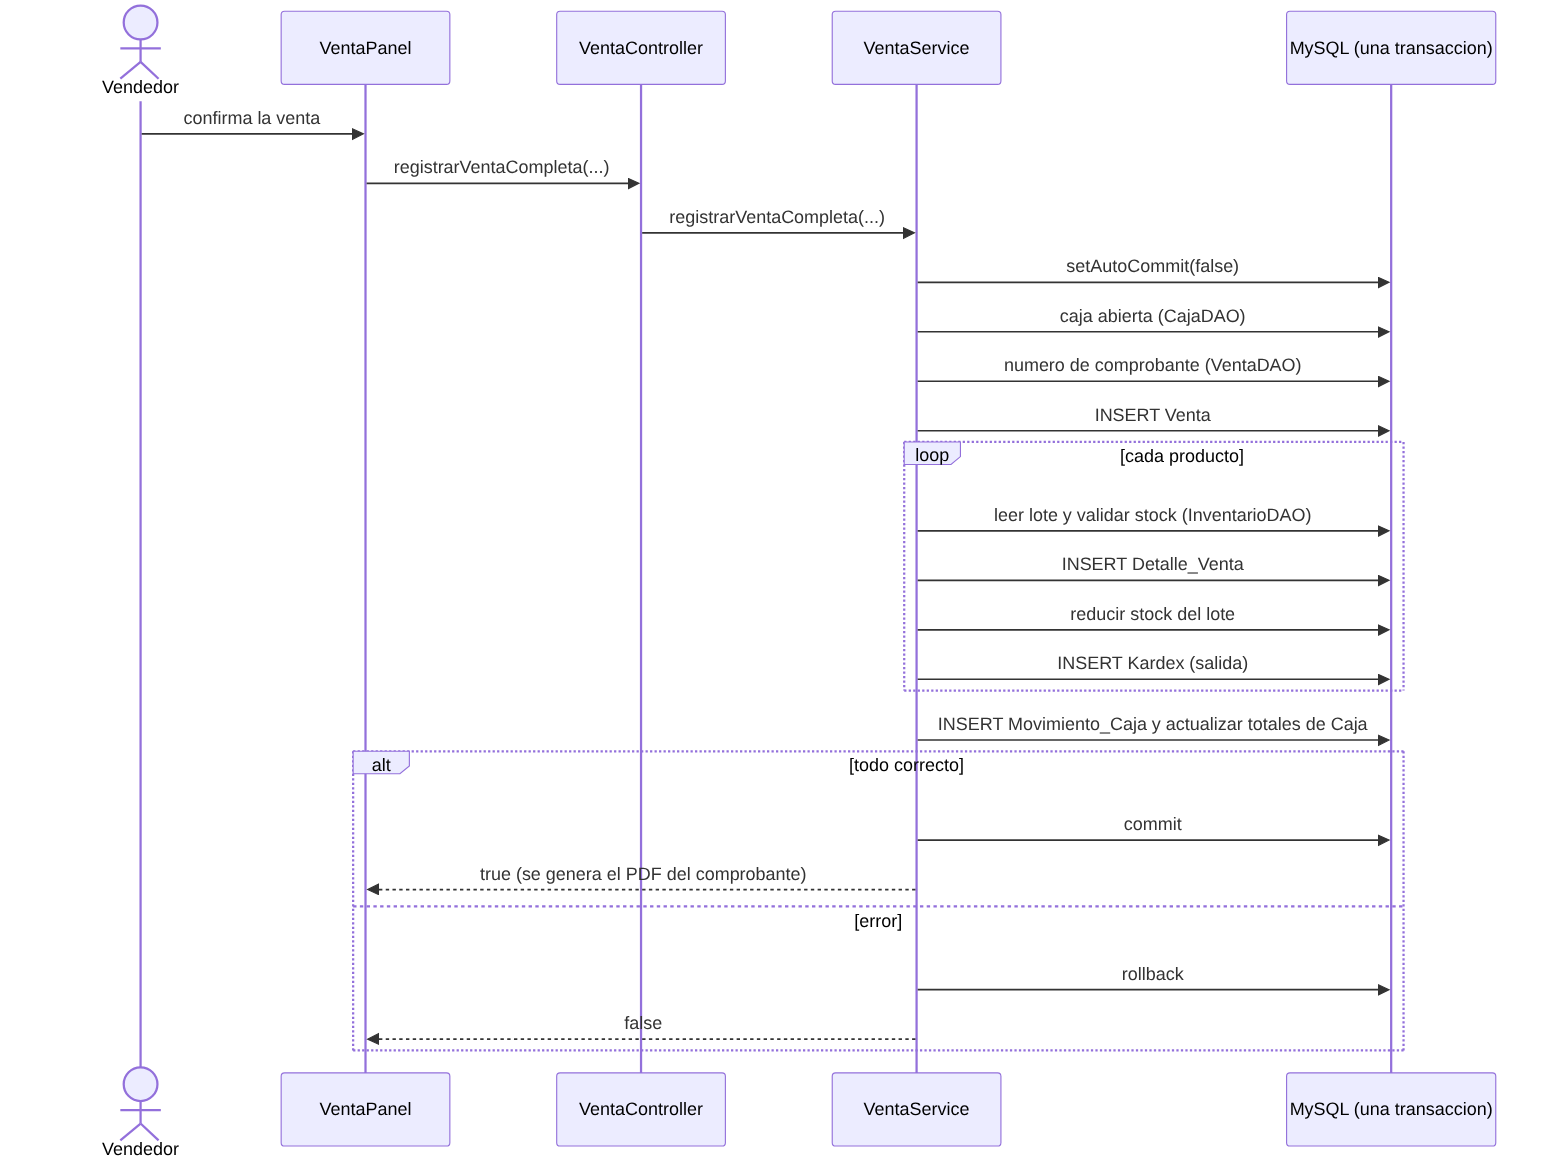 Vendedor
VentaPanel
VentaController
VentaService
MySQL (una transaccion)
confirma la venta
registrarVentaCompleta(...)
registrarVentaCompleta(...)
setAutoCommit(false)
caja abierta (CajaDAO)
numero de comprobante (VentaDAO)
INSERT Venta
loop
[cada producto]
leer lote y validar stock (InventarioDAO)
INSERT Detalle_Venta
reducir stock del lote
INSERT Kardex (salida)
INSERT Movimiento_Caja y actualizar totales de Caja
alt
[todo correcto]
commit
true (se genera el PDF del comprobante)
[error]
rollback
false
Vendedor
VentaPanel
VentaController
VentaService
MySQL (una transaccion)